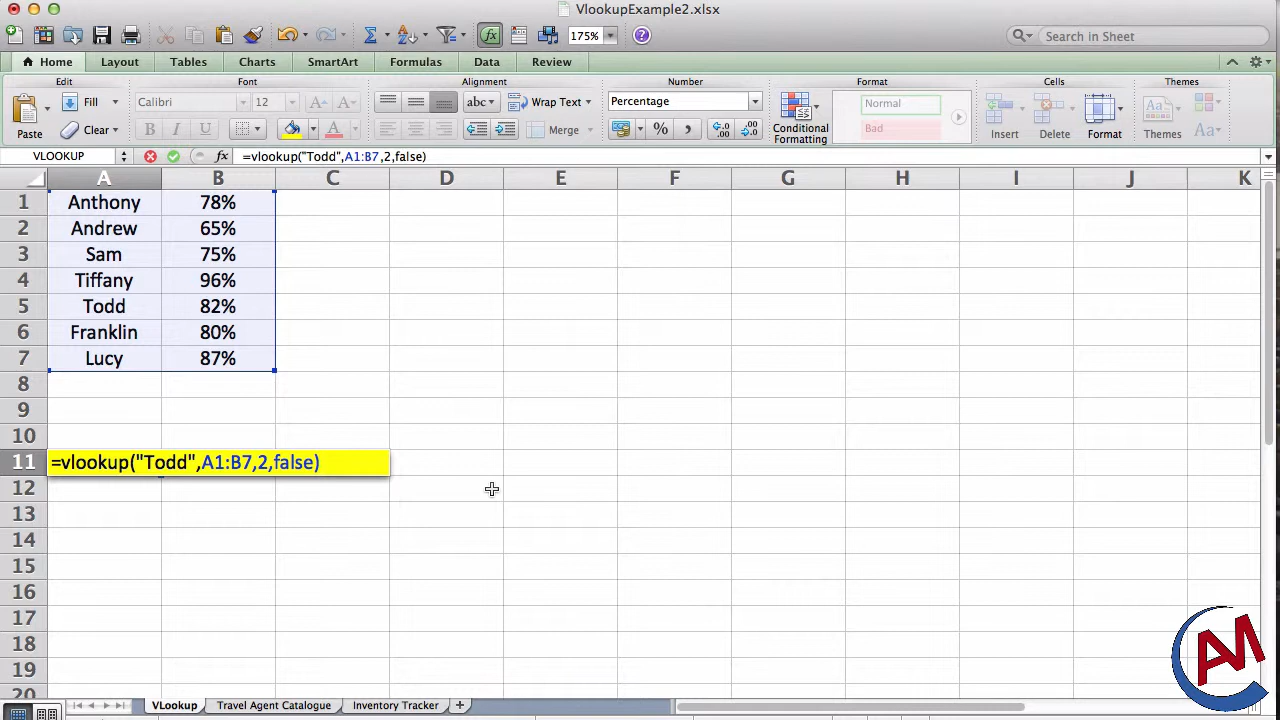 VlookupExample2.xlsx
175% Search in Sheet
Home Layout Tables Charts SmartArt Formulas Data Review
Edit Font Alignment Number Format Cells Themes
Paste Fill Clear Calibri 12 abc Wrap Text Merge Percentage % Conditional Formatting Normal Bad Insert Delete Format Themes Aa
VLOOKUP fx =vlookup("Todd",A1:B7,2,false)
A B C D E F G H I J K
1 Anthony 78%
2 Andrew 65%
3 Sam 75%
4 Tiffany 96%
5 Todd 82%
6 Franklin 80%
7 Lucy 87%
8
9
10
11 =vlookup("Todd",A1:B7,2,false)
12
13
14
15
16
17
18
19
20
VLookup Travel Agent Catalogue Inventory Tracker
AM